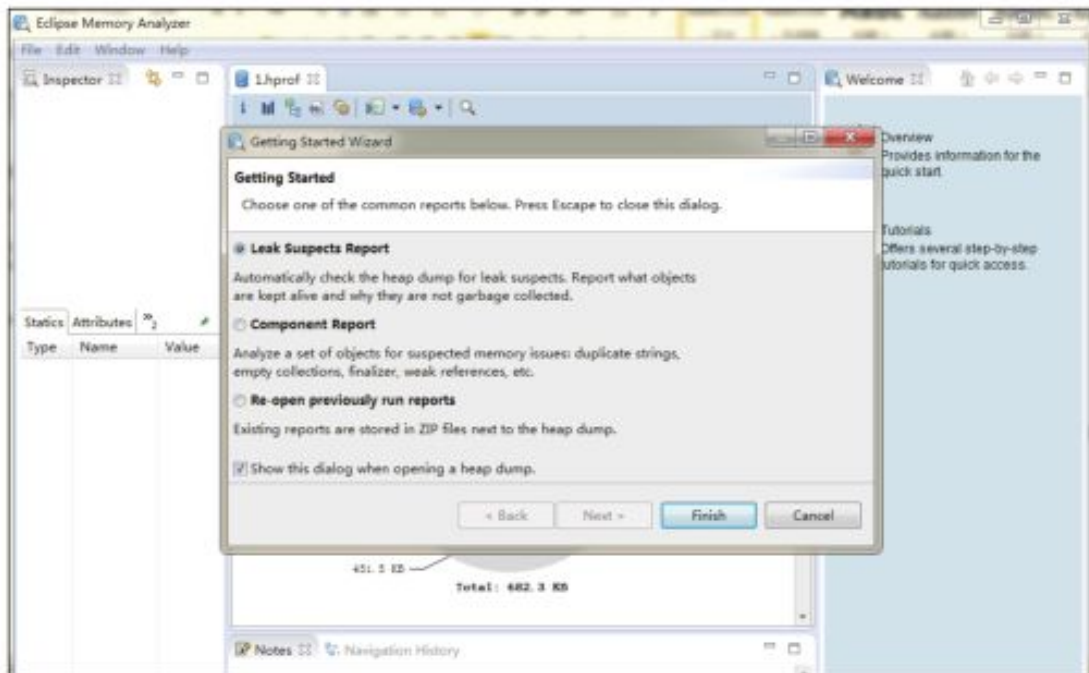 Eclipse Memory Analyzer
File Edit Window Help
Inspector
1.hprof
Welcome
Getting Started Wizard
Getting Started
Choose one of the common reports below. Press Escape to close this dialog.
Leak Suspects Report
Automatically check the heap dump for leak suspects. Report what objects
are kept alive and why they are not garbage collected.
Component Report
Analyze a set of objects for suspected memory issues: duplicate strings,
empty collections, finalizer, weak references, etc.
Re-open previously run reports
Existing reports are stored in ZIP files next to the heap dump.
Show this dialog when opening a heap dump.
< Back Next > Finish Cancel
Overview
Provides information for the
quick start
Tutorials
Offers several step-by-step
tutorials for quick access.
Statics Attributes »2
Type Name Value
451.5 KB
Total: 682.3 KB
Notes Navigation History